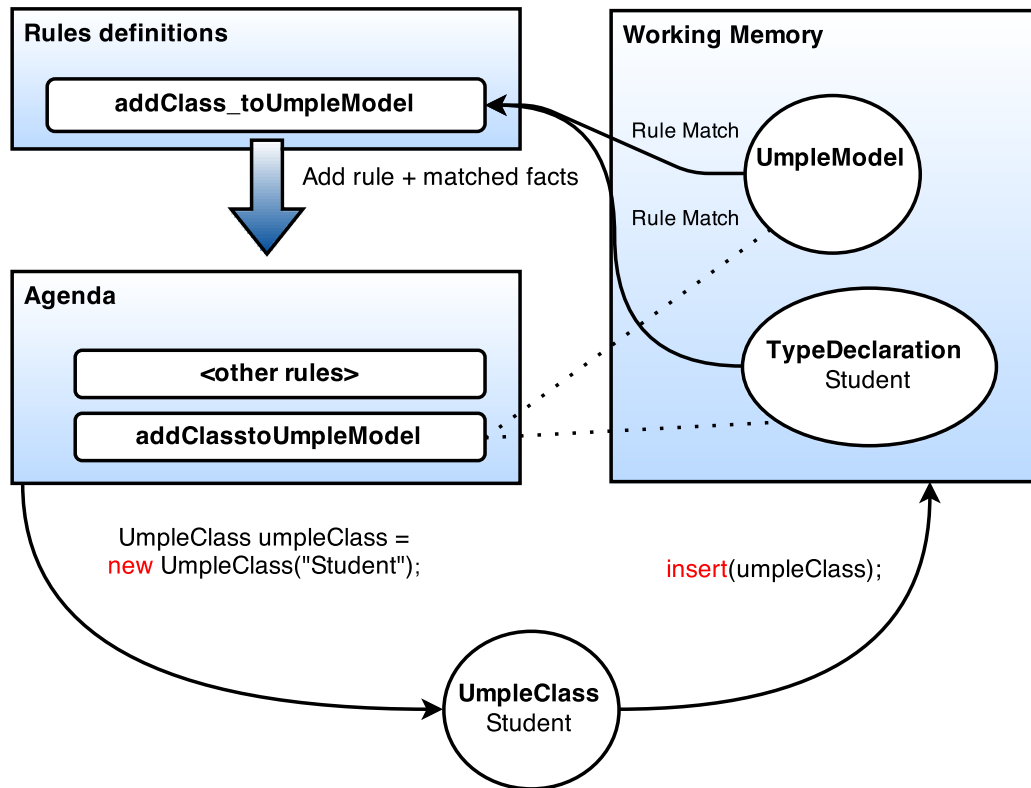 Rules definitions
addClass_toUmpleModel
Add rule + matched facts
Working Memory
Rule Match
UmpleModel
Rule Match
TypeDeclaration
Student
Agenda
<other rules>
addClasstoUmpleModel
UmpleClass umpleClass =
new UmpleClass("Student");
insert(umpleClass);
UmpleClass
Student